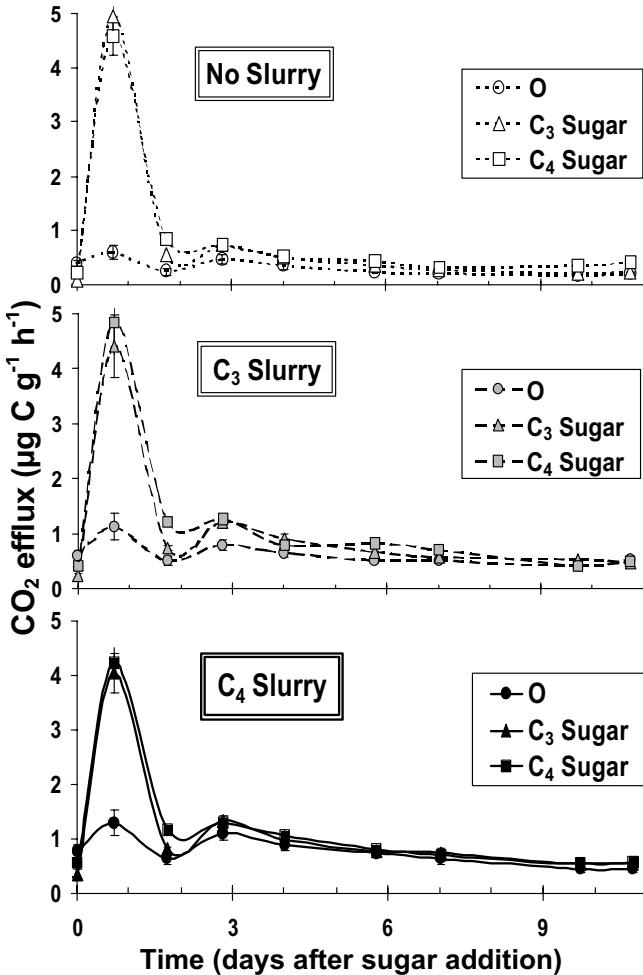 5
4
3
2
1
0
No Slurry
O
C₃ Sugar
C₄ Sugar
5
4
3
2
1
0
C₃ Slurry
O
C₃ Sugar
C₄ Sugar
5
4
3
2
1
0
C₄ Slurry
O
C₃ Sugar
C₄ Sugar
CO₂ efflux (µg C g⁻¹ h⁻¹)
0 3 6 9
Time (days after sugar addition)